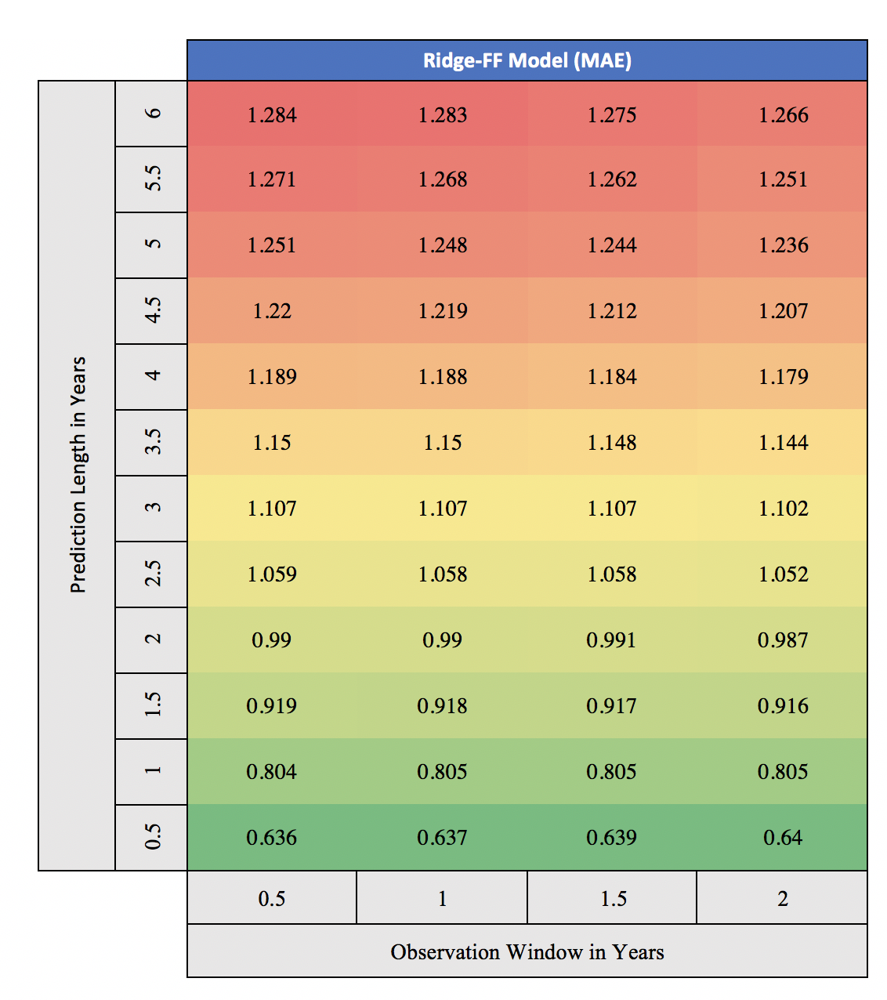 Ridge-FF Model (MAE)
Prediction Length in Years
6 1.284 1.283 1.275 1.266
5.5 1.271 1.268 1.262 1.251
5 1.251 1.248 1.244 1.236
4.5 1.22 1.219 1.212 1.207
4 1.189 1.188 1.184 1.179
3.5 1.15 1.15 1.148 1.144
3 1.107 1.107 1.107 1.102
2.5 1.059 1.058 1.058 1.052
2 0.99 0.99 0.991 0.987
1.5 0.919 0.918 0.917 0.916
1 0.804 0.805 0.805 0.805
0.5 0.636 0.637 0.639 0.64
0.5 1 1.5 2
Observation Window in Years